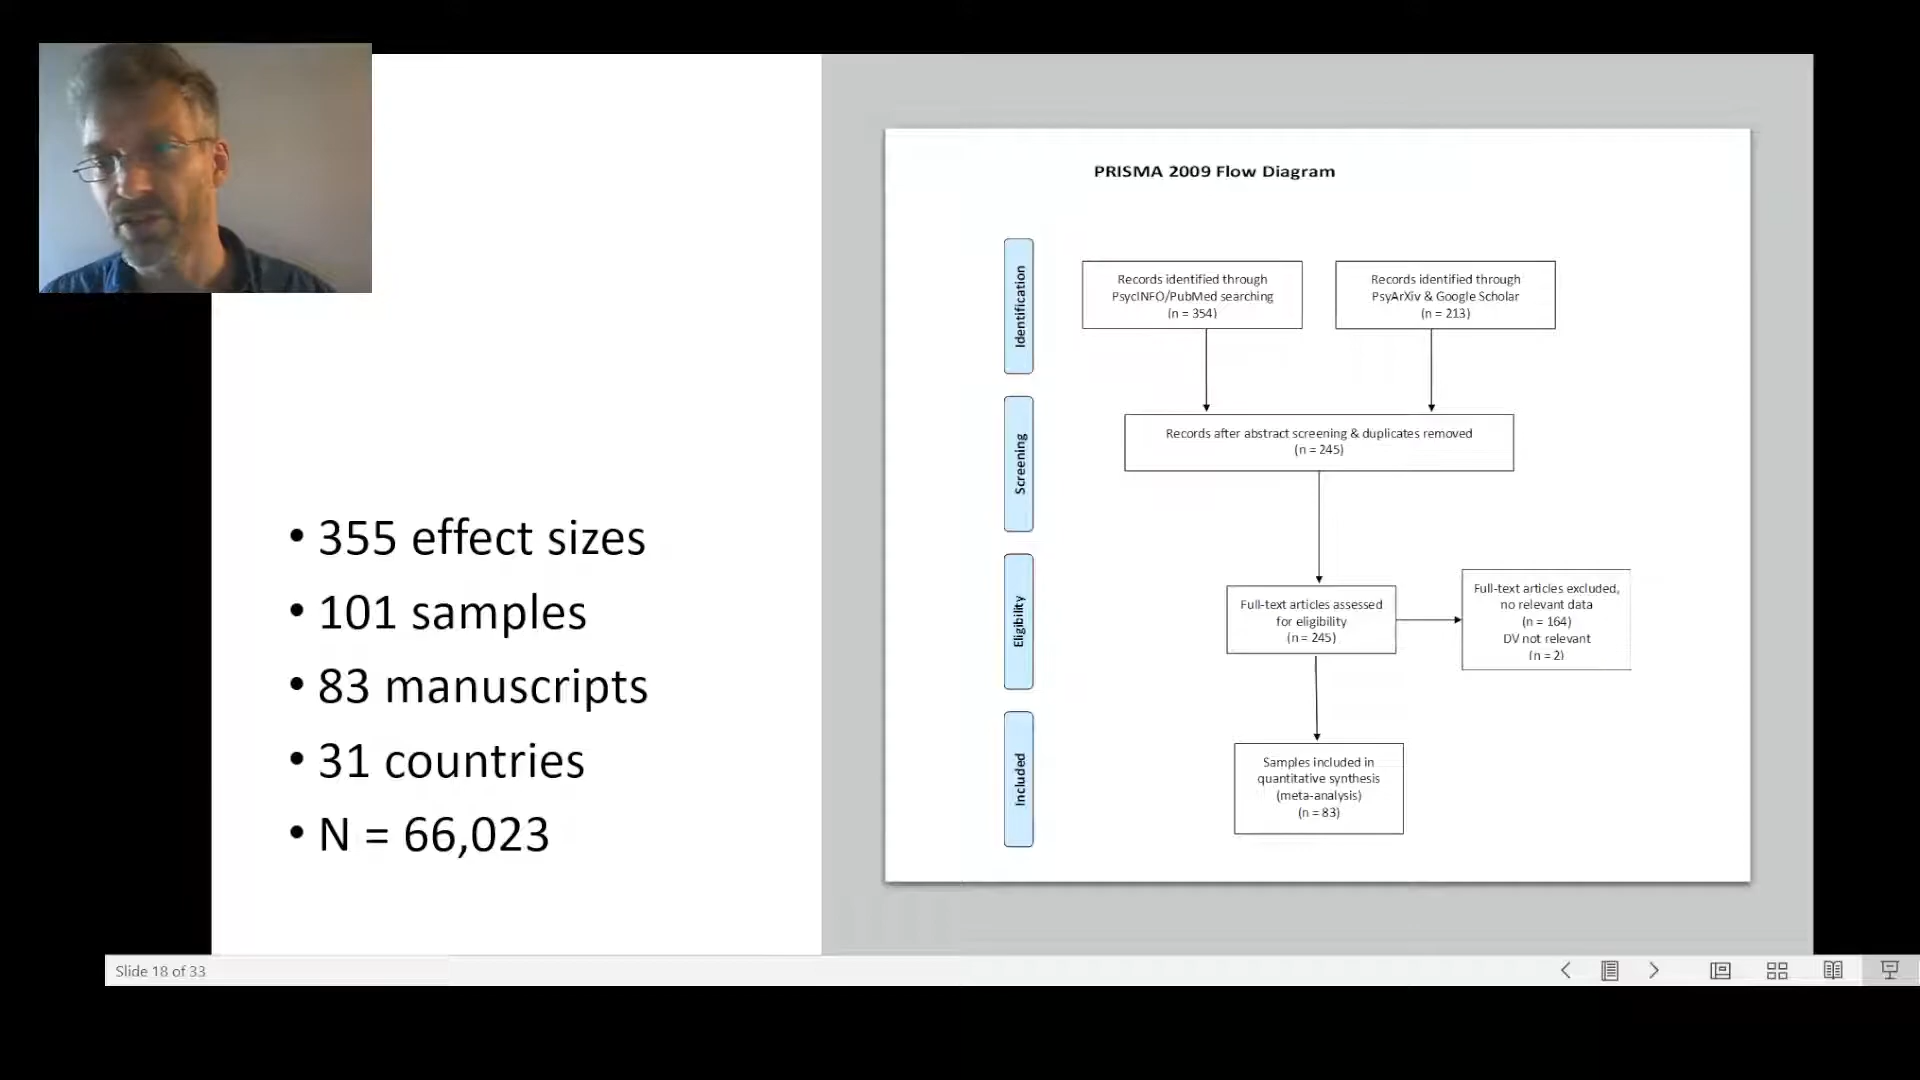 • 355 effect sizes
• 101 samples
• 83 manuscripts
• 31 countries
• N = 66,023
PRISMA 2009 Flow Diagram
Identification
Records identified through
PsycINFO/PubMed searching
(n = 354)
Records identified through
PsyArXiv & Google Scholar
(n = 213)
Screening
Records after abstract screening & duplicates removed
(n = 245)
Eligibility
Full-text articles assessed
for eligibility
(n = 245)
Full-text articles excluded,
no relevant data
(n = 164)
DV not relevant
(n = 2)
Included
Samples included in
quantitative synthesis
(meta-analysis)
(n = 83)
Slide 18 of 33